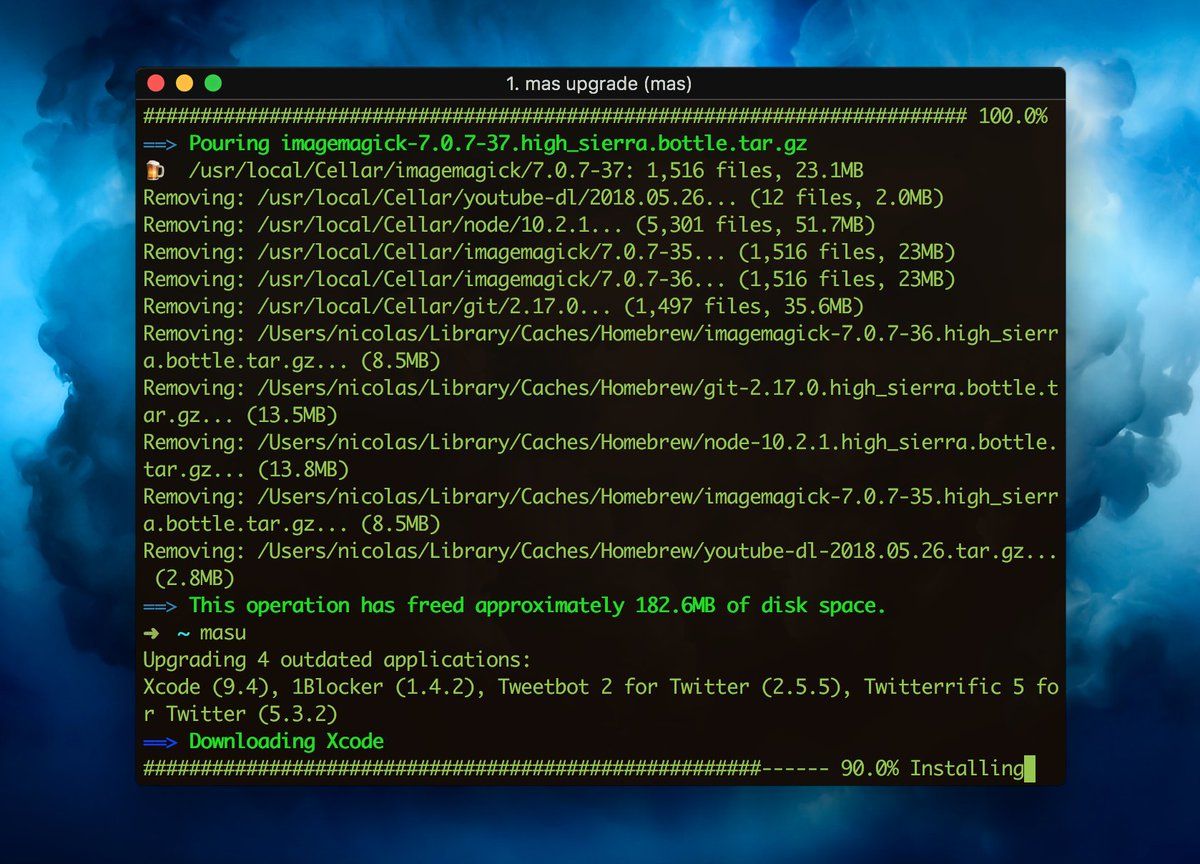 1. mas upgrade (mas)
######################################################################## 100.0%
==> Pouring imagemagick-7.0.7-37.high_sierra.bottle.tar.gz
🍺  /usr/local/Cellar/imagemagick/7.0.7-37: 1,516 files, 23.1MB
Removing: /usr/local/Cellar/youtube-dl/2018.05.26... (12 files, 2.0MB)
Removing: /usr/local/Cellar/node/10.2.1... (5,301 files, 51.7MB)
Removing: /usr/local/Cellar/imagemagick/7.0.7-35... (1,516 files, 23MB)
Removing: /usr/local/Cellar/imagemagick/7.0.7-36... (1,516 files, 23MB)
Removing: /usr/local/Cellar/git/2.17.0... (1,497 files, 35.6MB)
Removing: /Users/nicolas/Library/Caches/Homebrew/imagemagick-7.0.7-36.high_sierr
a.bottle.tar.gz... (8.5MB)
Removing: /Users/nicolas/Library/Caches/Homebrew/git-2.17.0.high_sierra.bottle.t
ar.gz... (13.5MB)
Removing: /Users/nicolas/Library/Caches/Homebrew/node-10.2.1.high_sierra.bottle.
tar.gz... (13.8MB)
Removing: /Users/nicolas/Library/Caches/Homebrew/imagemagick-7.0.7-35.high_sierr
a.bottle.tar.gz... (8.5MB)
Removing: /Users/nicolas/Library/Caches/Homebrew/youtube-dl-2018.05.26.tar.gz...
 (2.8MB)
==> This operation has freed approximately 182.6MB of disk space.
➜  ~ masu
Upgrading 4 outdated applications:
Xcode (9.4), 1Blocker (1.4.2), Tweetbot 2 for Twitter (2.5.5), Twitterrific 5 fo
r Twitter (5.3.2)
==> Downloading Xcode
######################################################------ 90.0% Installing